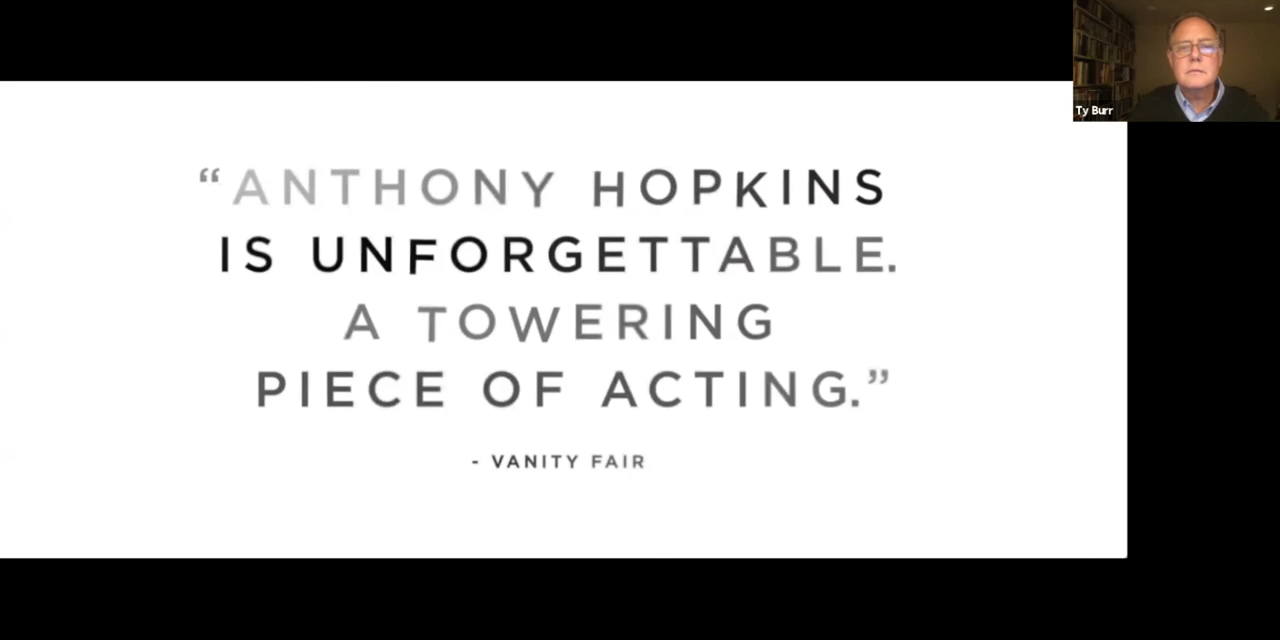 “ANTHONY HOPKINS
IS UNFORGETTABLE.
A TOWERING
PIECE OF ACTING.”
- VANITY FAIR
Ty Burr